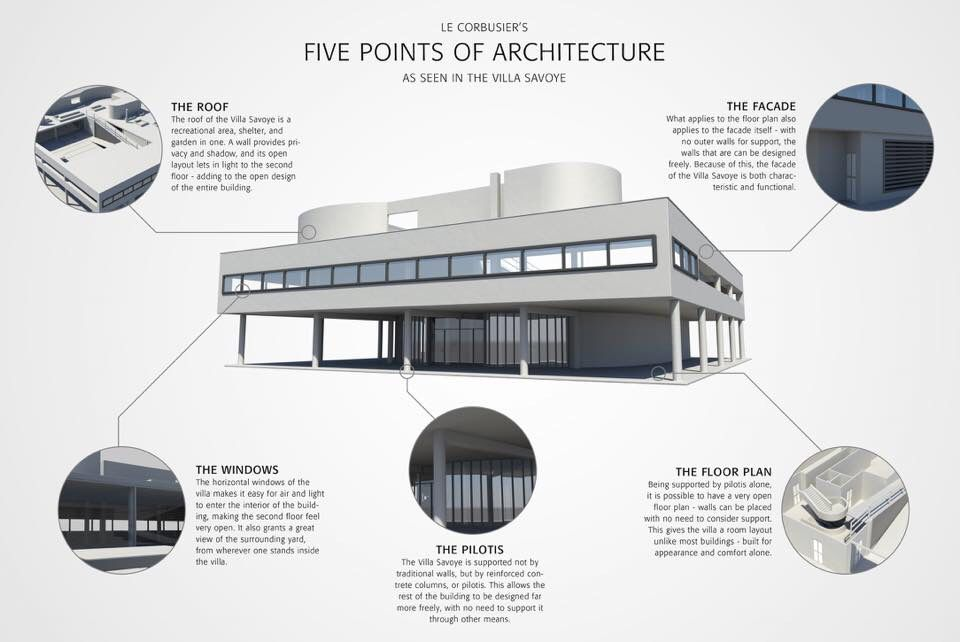 LE CORBUSIER'S
FIVE POINTS OF ARCHITECTURE
AS SEEN IN THE VILLA SAVOYE
THE ROOF
The roof of the Villa Savoye is a
recreational area, shelter, and
garden in one. A wall provides pri-
vacy and shadow, and its open
layout lets in light to the second
floor - adding to the open design
of the entire building.
THE FACADE
What applies to the floor plan also
applies to the facade itself - with
no outer walls for support, the
walls that are can be designed
freely. Because of this, the facade
of the Villa Savoye is both charac-
teristic and functional.
THE WINDOWS
The horizontal windows of the
villa makes it easy for air and light
to enter the interior of the build-
ing, making the second floor feel
very open. It also grants a great
view of the surrounding yard,
from wherever one stands inside
the villa.
THE PILOTIS
The Villa Savoye is supported not by
traditional walls, but by reinforced con-
trete columns, or pilotis. This allows the
rest of the building to be designed far
more freely, with no need to support it
through other means.
THE FLOOR PLAN
Being supported by pilotis alone,
it is possible to have a very open
floor plan - walls can be placed
with no need to consider support.
This gives the villa a room layout
unlike most buildings - built for
appearance and comfort alone.